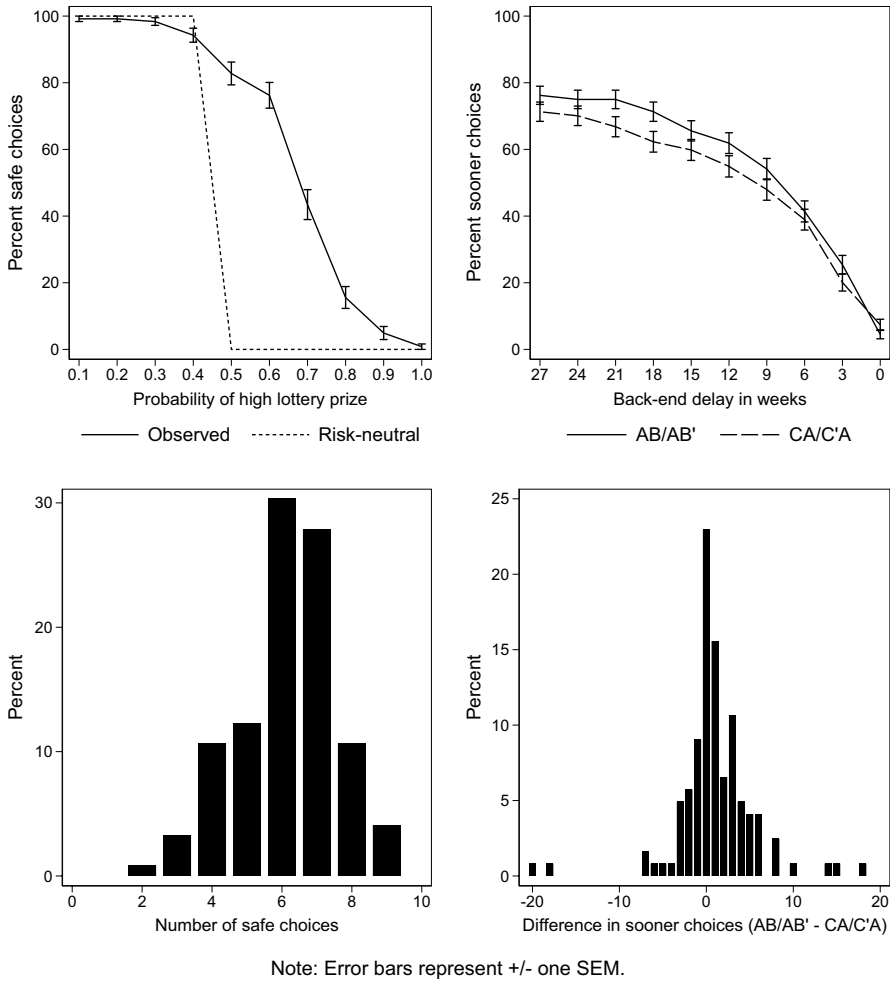 100
80
60
40
20
0
Percent safe choices
0.1 0.2 0.3 0.4 0.5 0.6 0.7 0.8 0.9 1.0
Probability of high lottery prize
Observed Risk-neutral
100
80
60
40
20
0
Percent sooner choices
27 24 21 18 15 12 9 6 3 0
Back-end delay in weeks
AB/AB' CA/C'A
30
20
10
0
Percent
0 2 4 6 8 10
Number of safe choices
25
20
15
10
5
0
Percent
-20 -10 0 10 20
Difference in sooner choices (AB/AB' - CA/C'A)
Note: Error bars represent +/- one SEM.